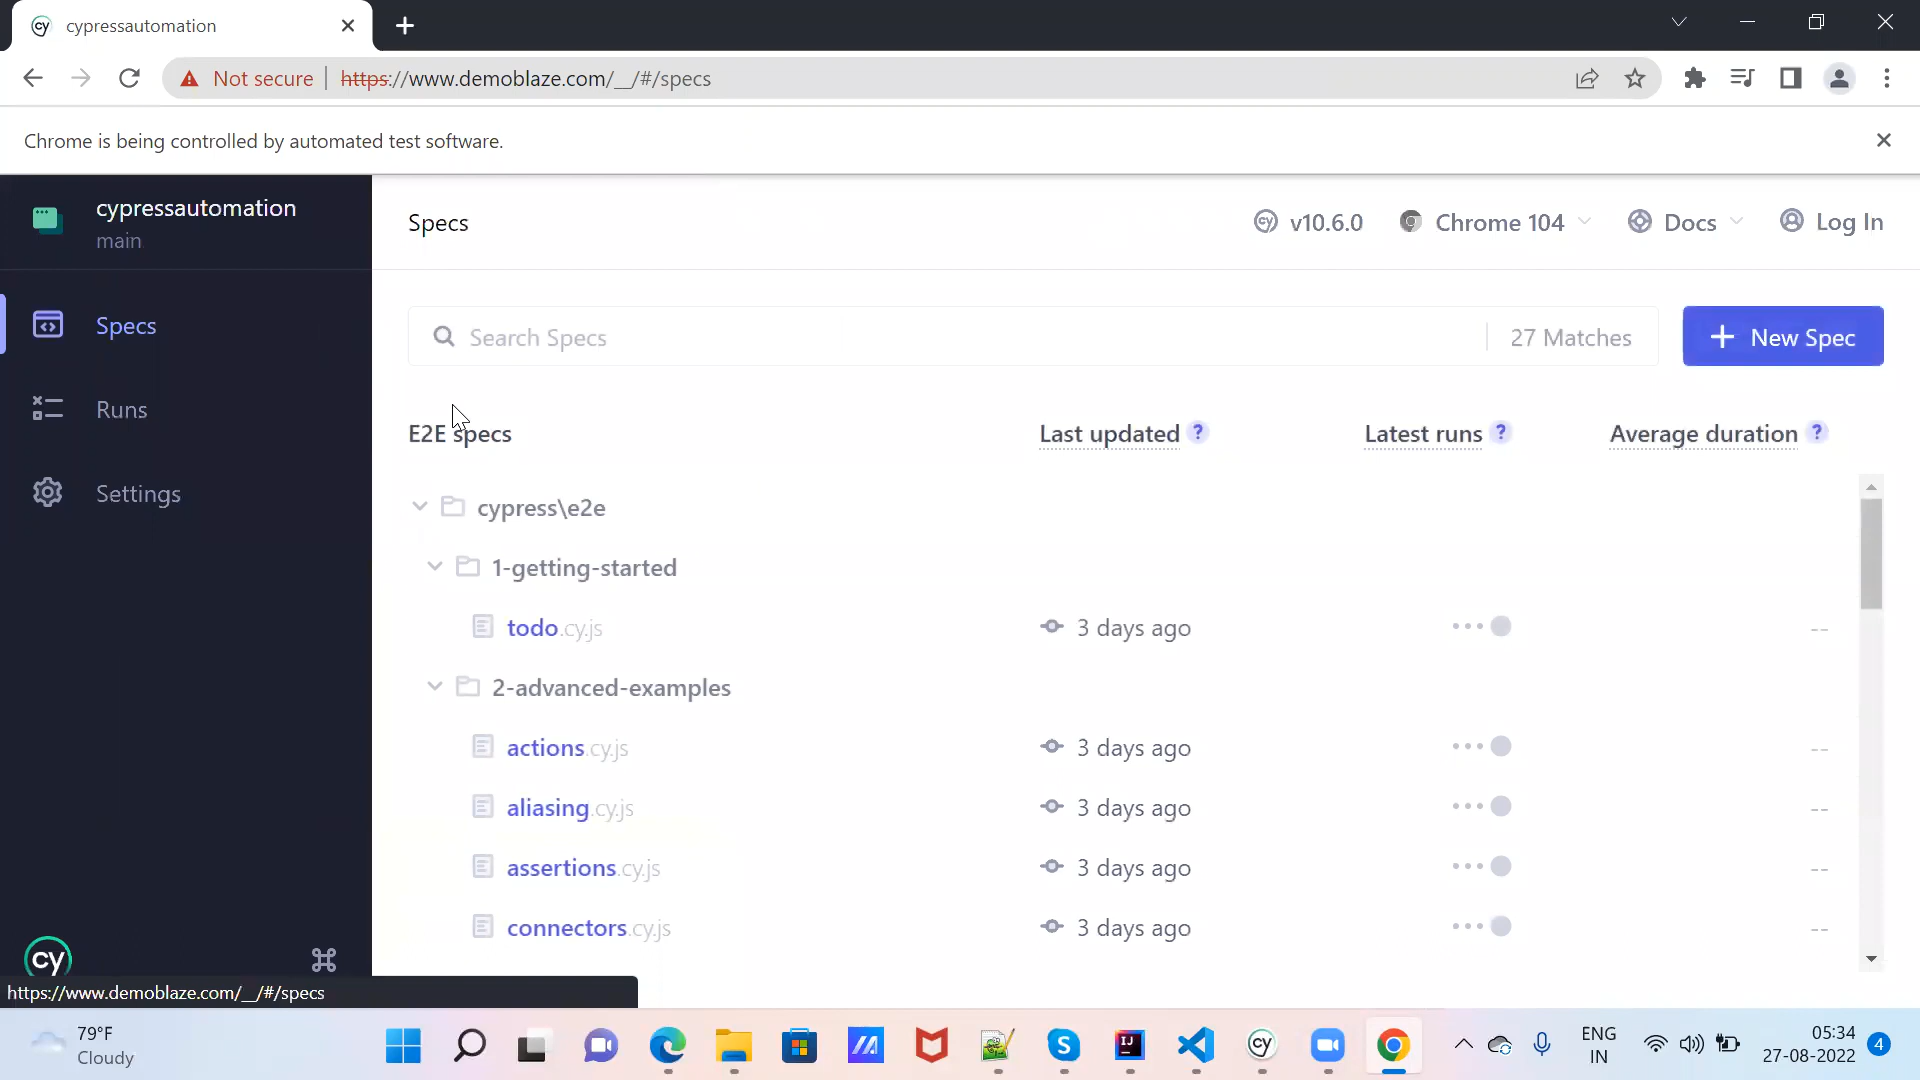 cypressautomation
Not secure https://www.demoblaze.com/__/#/specs
Chrome is being controlled by automated test software.
cypressautomation
main
Specs
Runs
Settings
cy
Specs
cy v10.6.0
Chrome 104
Docs
Log In
Search Specs
27 Matches
+ New Spec
E2E specs
Last updated ?
Latest runs ?
Average duration ?
cypress\e2e
1-getting-started
todo.cy.js 3 days ago --
2-advanced-examples
actions.cy.js 3 days ago --
aliasing.cy.js 3 days ago --
assertions.cy.js 3 days ago --
connectors.cy.js 3 days ago --
https://www.demoblaze.com/__/#/specs
79°F
Cloudy
ENG
IN
05:34
27-08-2022
4